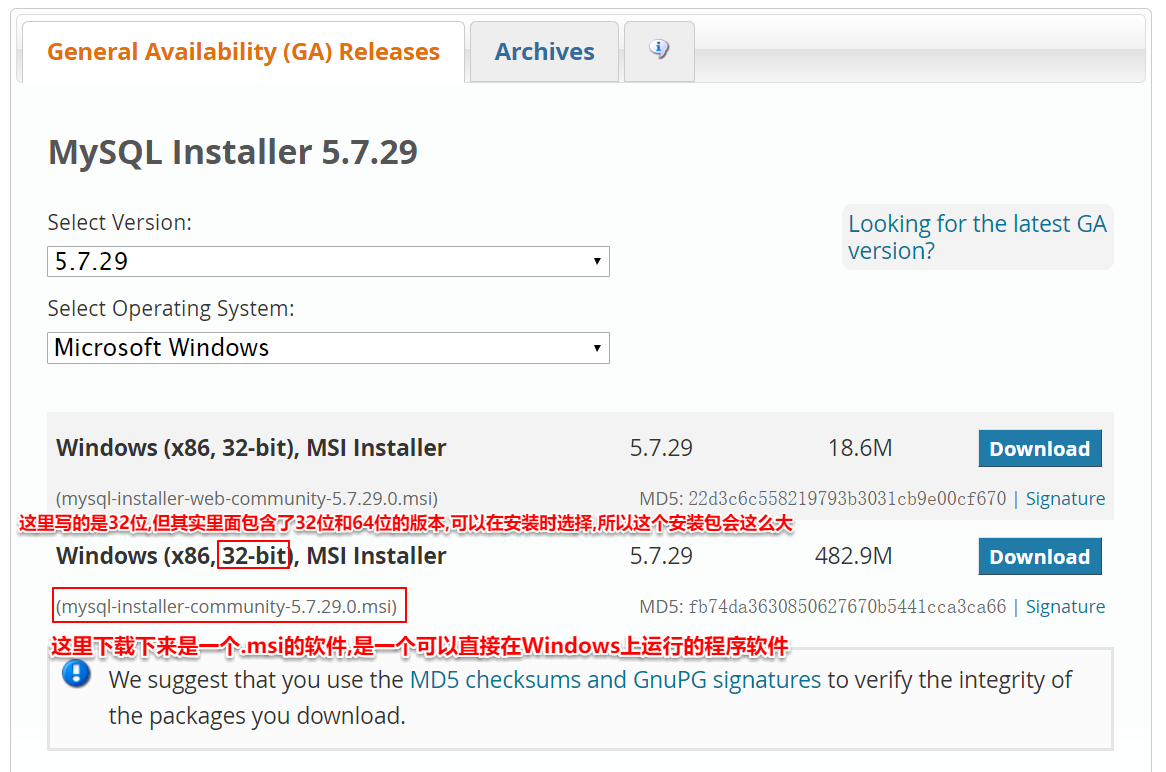 General Availability (GA) Releases
Archives
MySQL Installer 5.7.29
Select Version:
5.7.29
Looking for the latest GA
version?
Select Operating System:
Microsoft Windows
Windows (x86, 32-bit), MSI Installer 5.7.29 18.6M Download
(mysql-installer-web-community-5.7.29.0.msi) MD5: 22d3c6c558219793b3031cb9e00cf670 | Signature
这里写的是32位,但其实里面包含了32位和64位的版本,可以在安装时选择,所以这个安装包会这么大
Windows (x86, 32-bit), MSI Installer 5.7.29 482.9M Download
(mysql-installer-community-5.7.29.0.msi) MD5: fb74da3630850627670b5441cca3ca66 | Signature
这里下载下来是一个.msi的软件,是一个可以直接在Windows上运行的程序软件
We suggest that you use the MD5 checksums and GnuPG signatures to verify the integrity of
the packages you download.